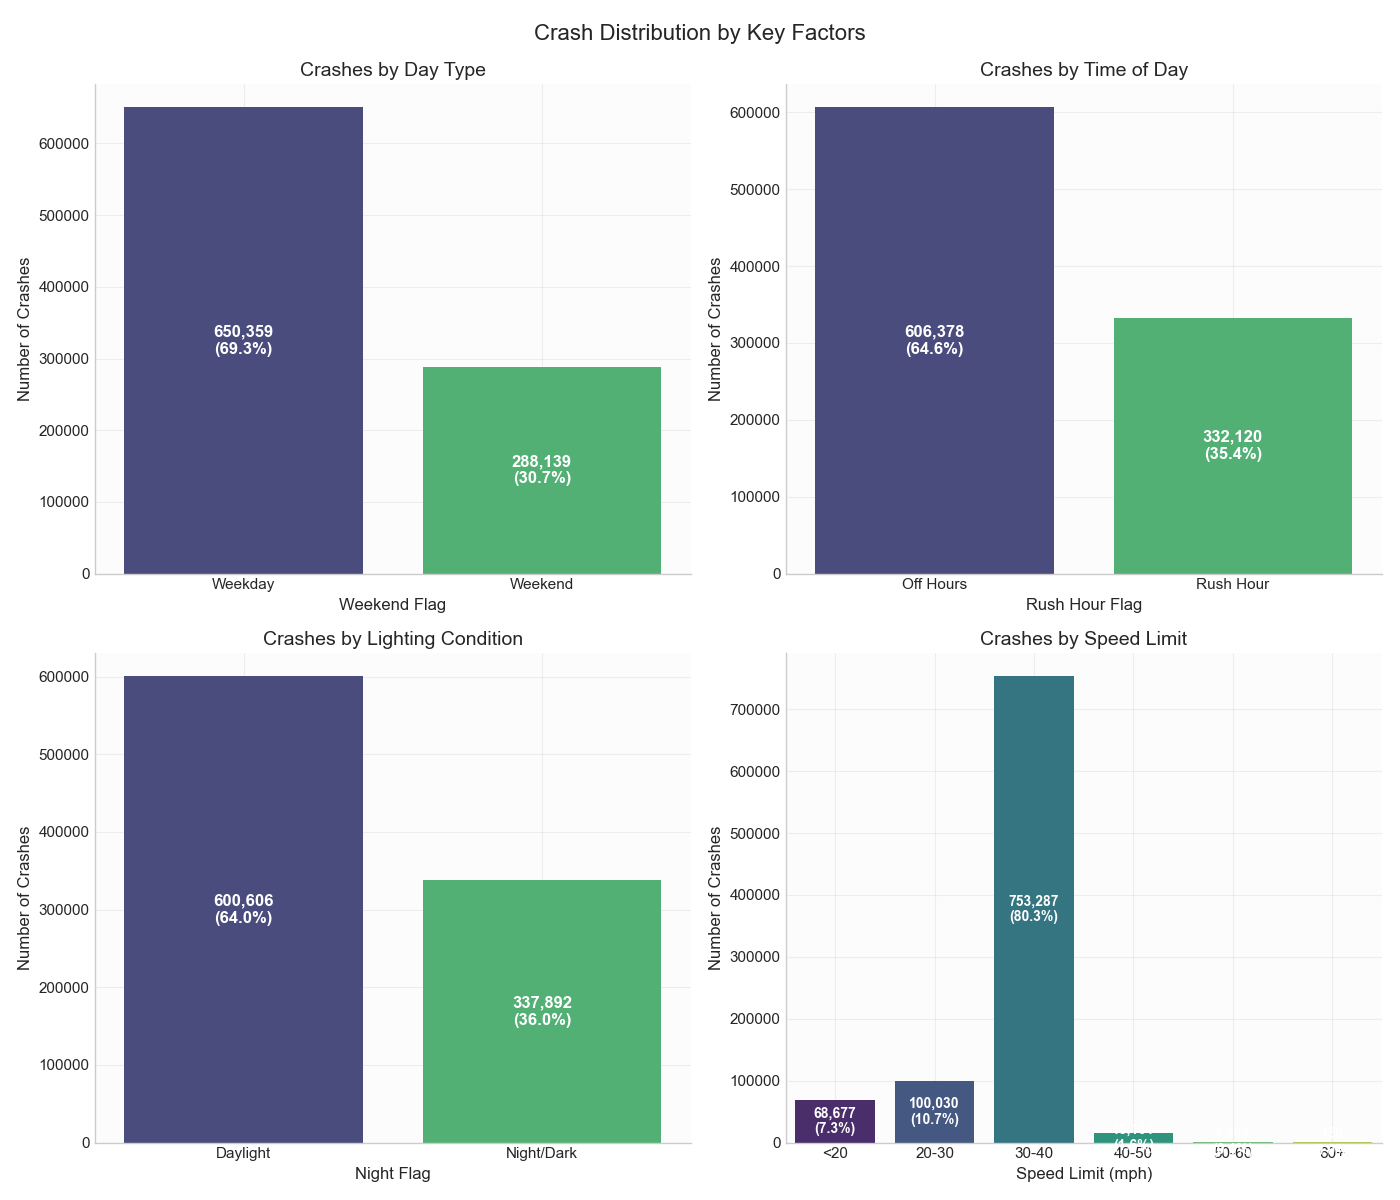 Crash Distribution by Key Factors
Crashes by Day Type
Number of Crashes
600000
500000
400000
300000
200000
100000
0
650,359
(69.3%)
288,139
(30.7%)
Weekday
Weekend
Weekend Flag
Crashes by Time of Day
Number of Crashes
600000
500000
400000
300000
200000
100000
0
606,378
(64.6%)
332,120
(35.4%)
Off Hours
Rush Hour
Rush Hour Flag
Crashes by Lighting Condition
Number of Crashes
600000
500000
400000
300000
200000
100000
0
600,606
(64.0%)
337,892
(36.0%)
Daylight
Night/Dark
Night Flag
Crashes by Speed Limit
Number of Crashes
700000
600000
500000
400000
300000
200000
100000
0
68,677
(7.3%)
100,030
(10.7%)
753,287
(80.3%)
(1.6%)
<20
20-30
30-40
40-50
50-60
60+
Speed Limit (mph)